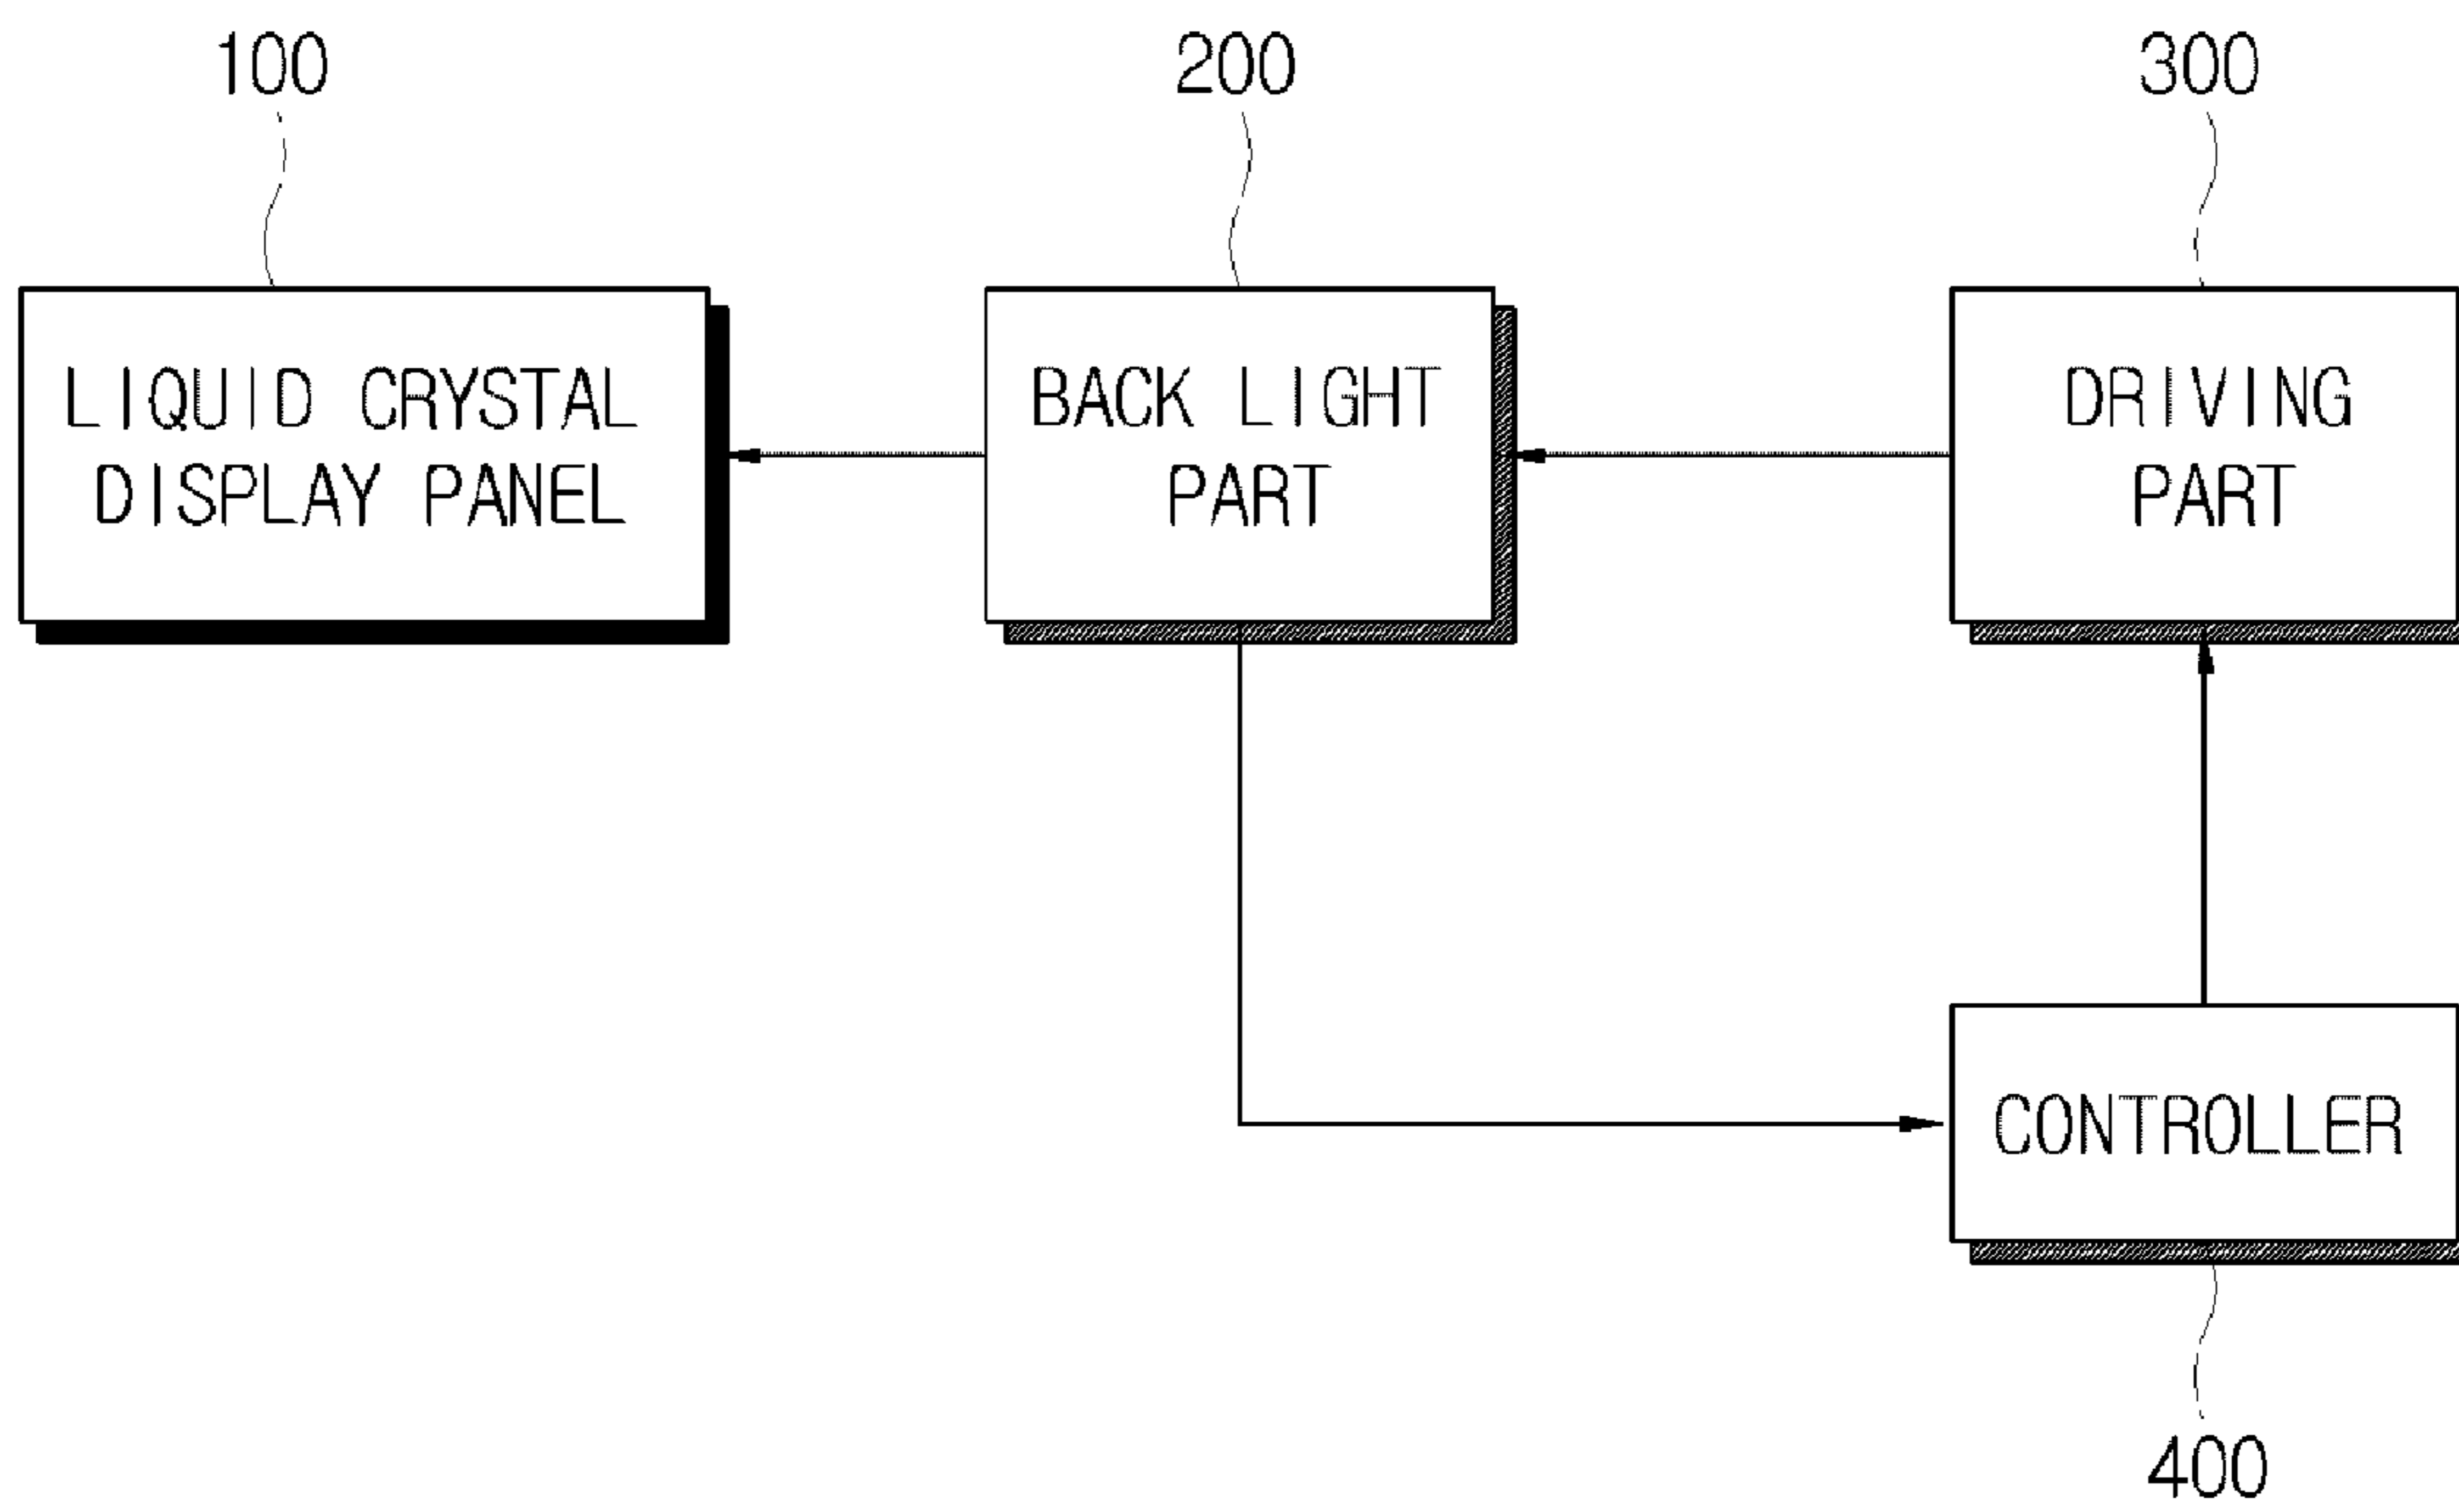 100
200
300
LIQUID CRYSTAL
DISPLAY PANEL
BACK LIGHT
PART
DRIVING
PART
CONTROLLER
400